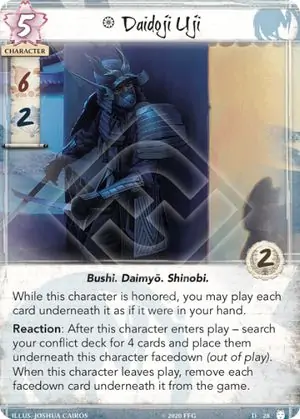 5
Daidoji Uji
CHARACTER
6
2
Bushi. Daimyō. Shinobi.
2
While this character is honored, you may play each
card underneath it as if it were in your hand.
Reaction: After this character enters play – search
your conflict deck for 4 cards and place them
underneath this character facedown (out of play).
When this character leaves play, remove each
facedown card underneath it from the game.
ILLUS. JOSHUA CAIRÓS
© 2020 FFG